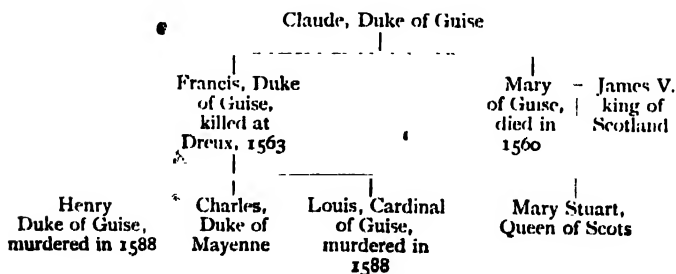 Claude, Duke of Guise
Francis, Duke
of Guise,
killed at
Dreux, 1563
Mary
of Guise,
died in
1560
James V.
king of
Scotland
Henry
Duke of Guise,
murdered in 1588
Charles,
Duke of
Mayenne
Louis, Cardinal
of Guise,
murdered in
1588
Mary Stuart,
Queen of Scots